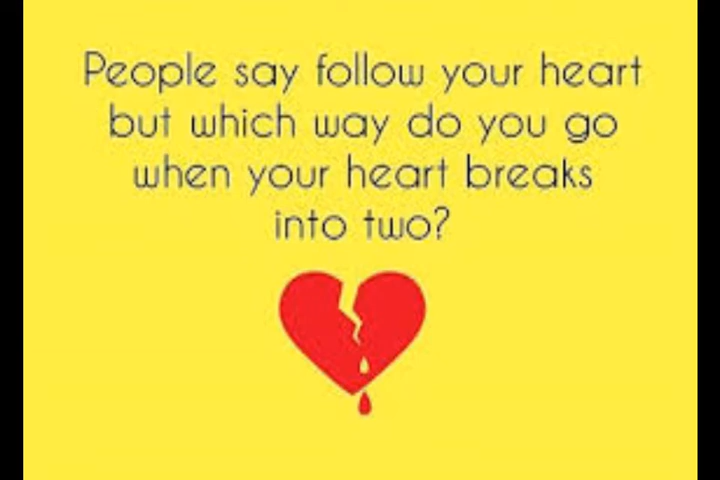 People say follow your heart
but which way do you go
when your heart breaks
into two?